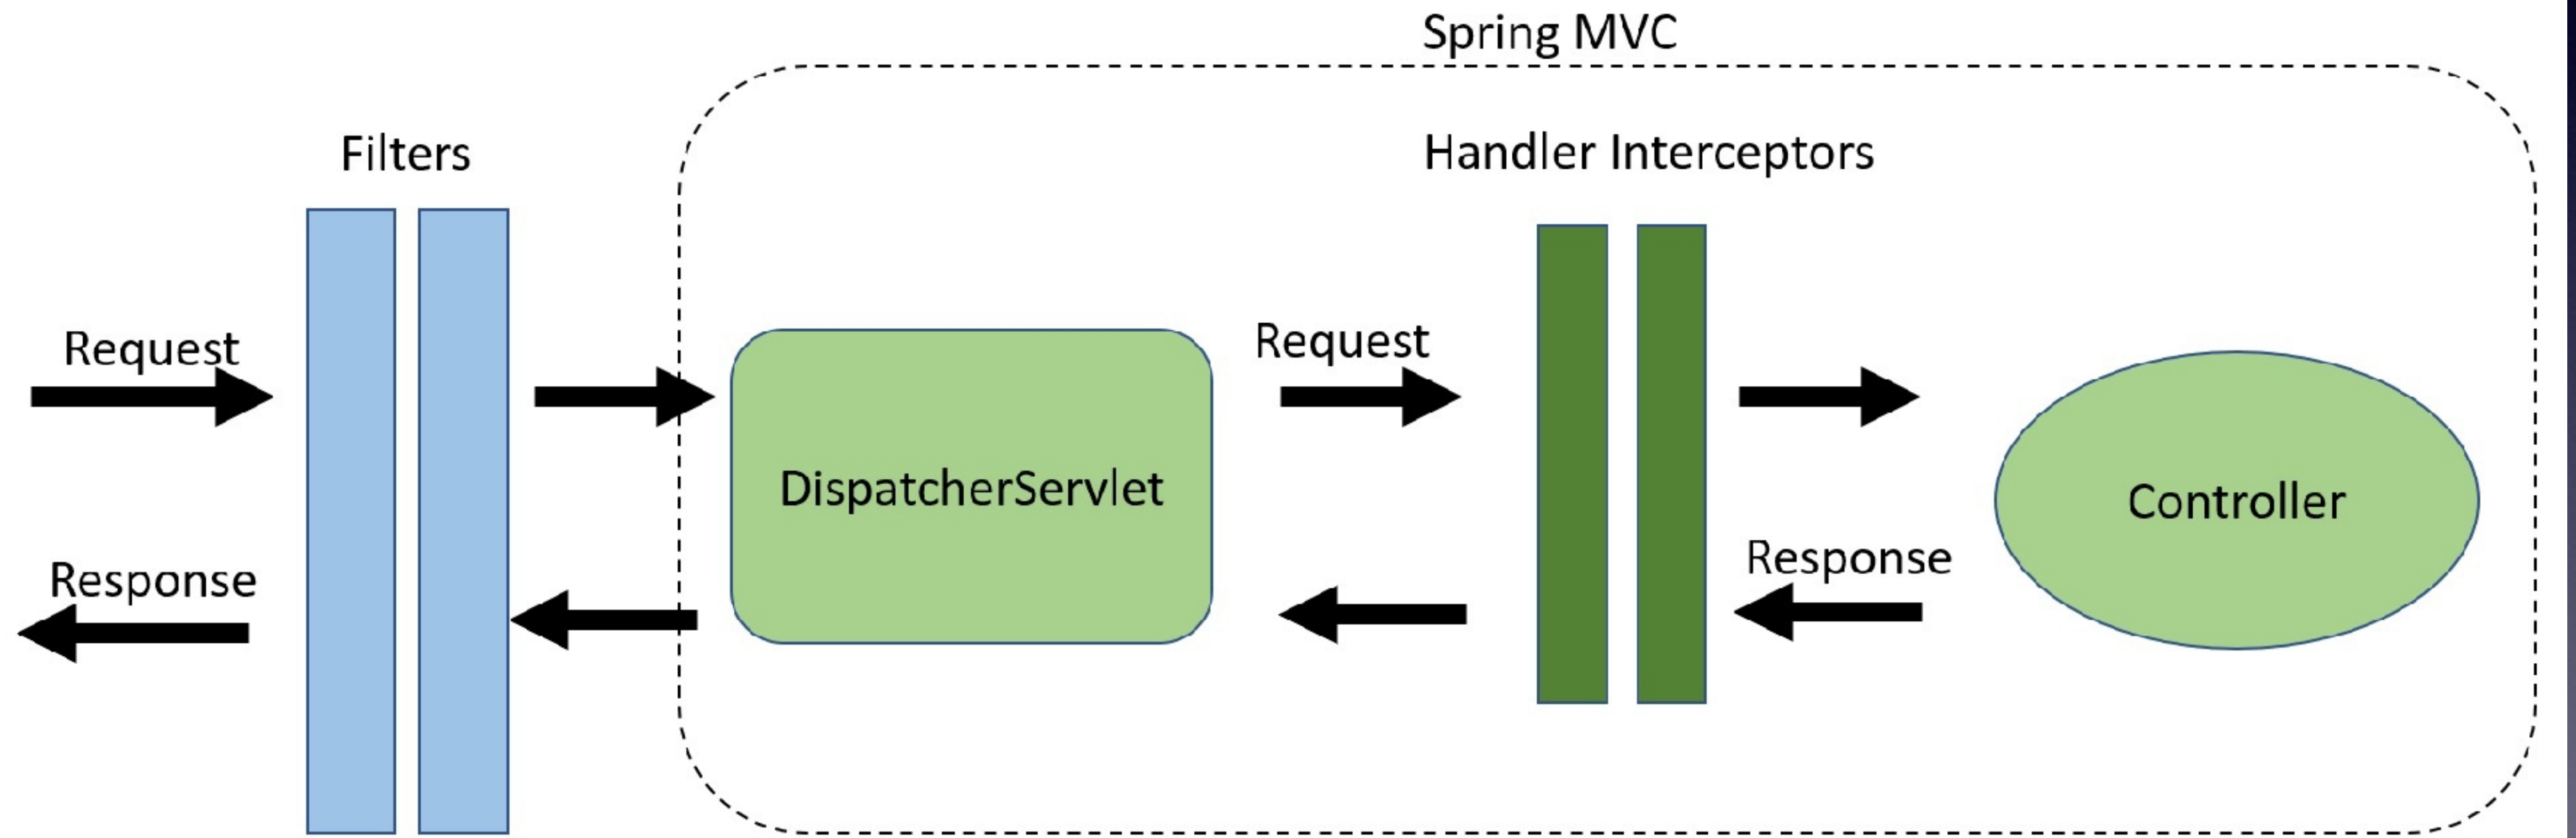 Spring MVC
Filters
Handler Interceptors
Request
Request
DispatcherServlet
Controller
Response
Response